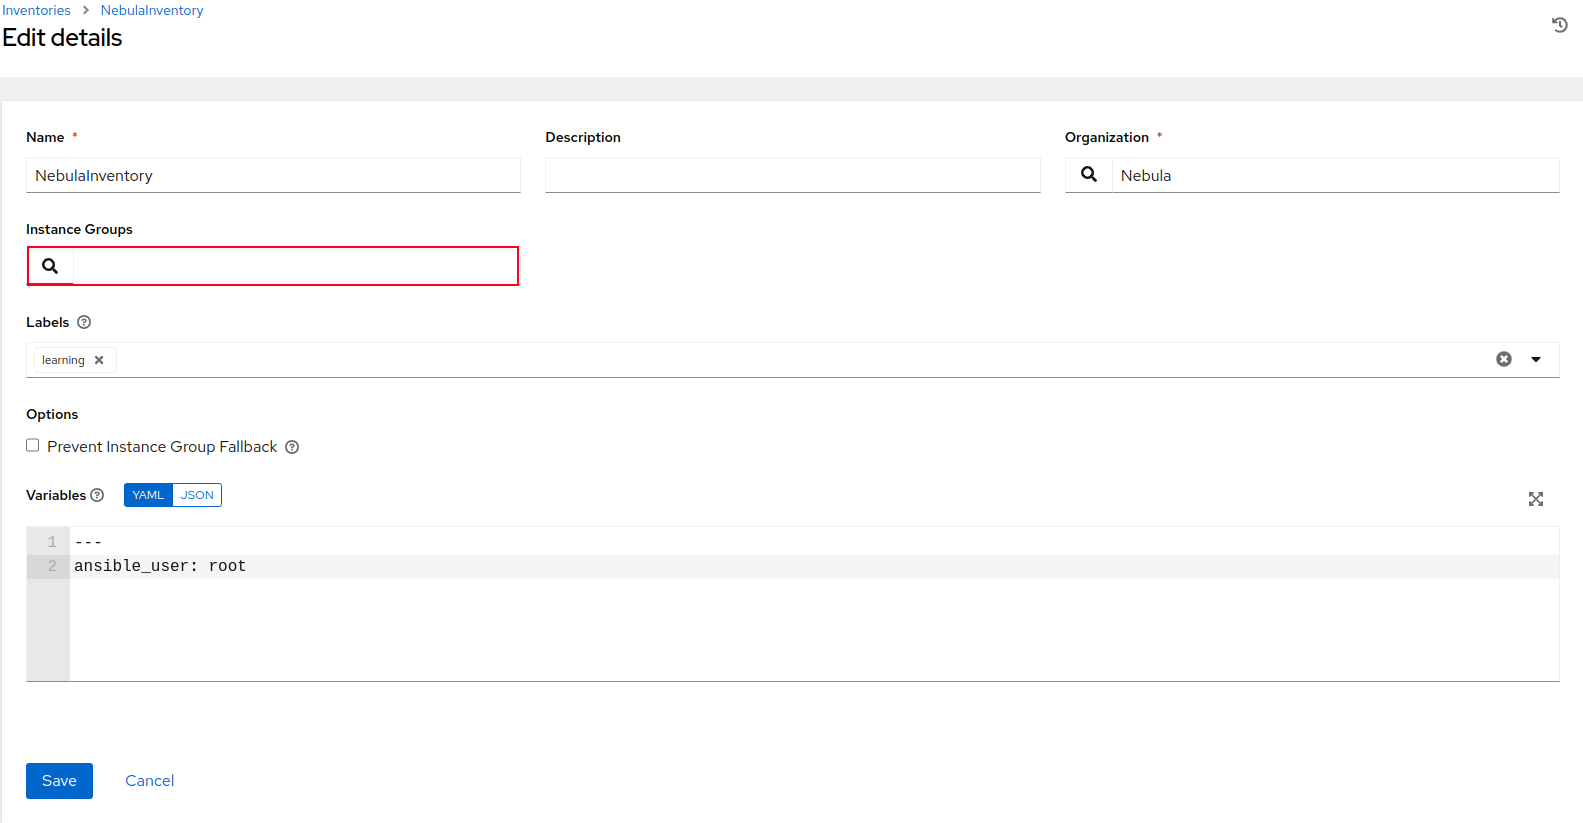 Inventories > NebulaInventory
Edit details
Name * Description Organization *
NebulaInventory Nebula
Instance Groups
Labels
learning
Options
Prevent Instance Group Fallback
Variables YAML JSON
1 ---
2 ansible_user: root
Save Cancel